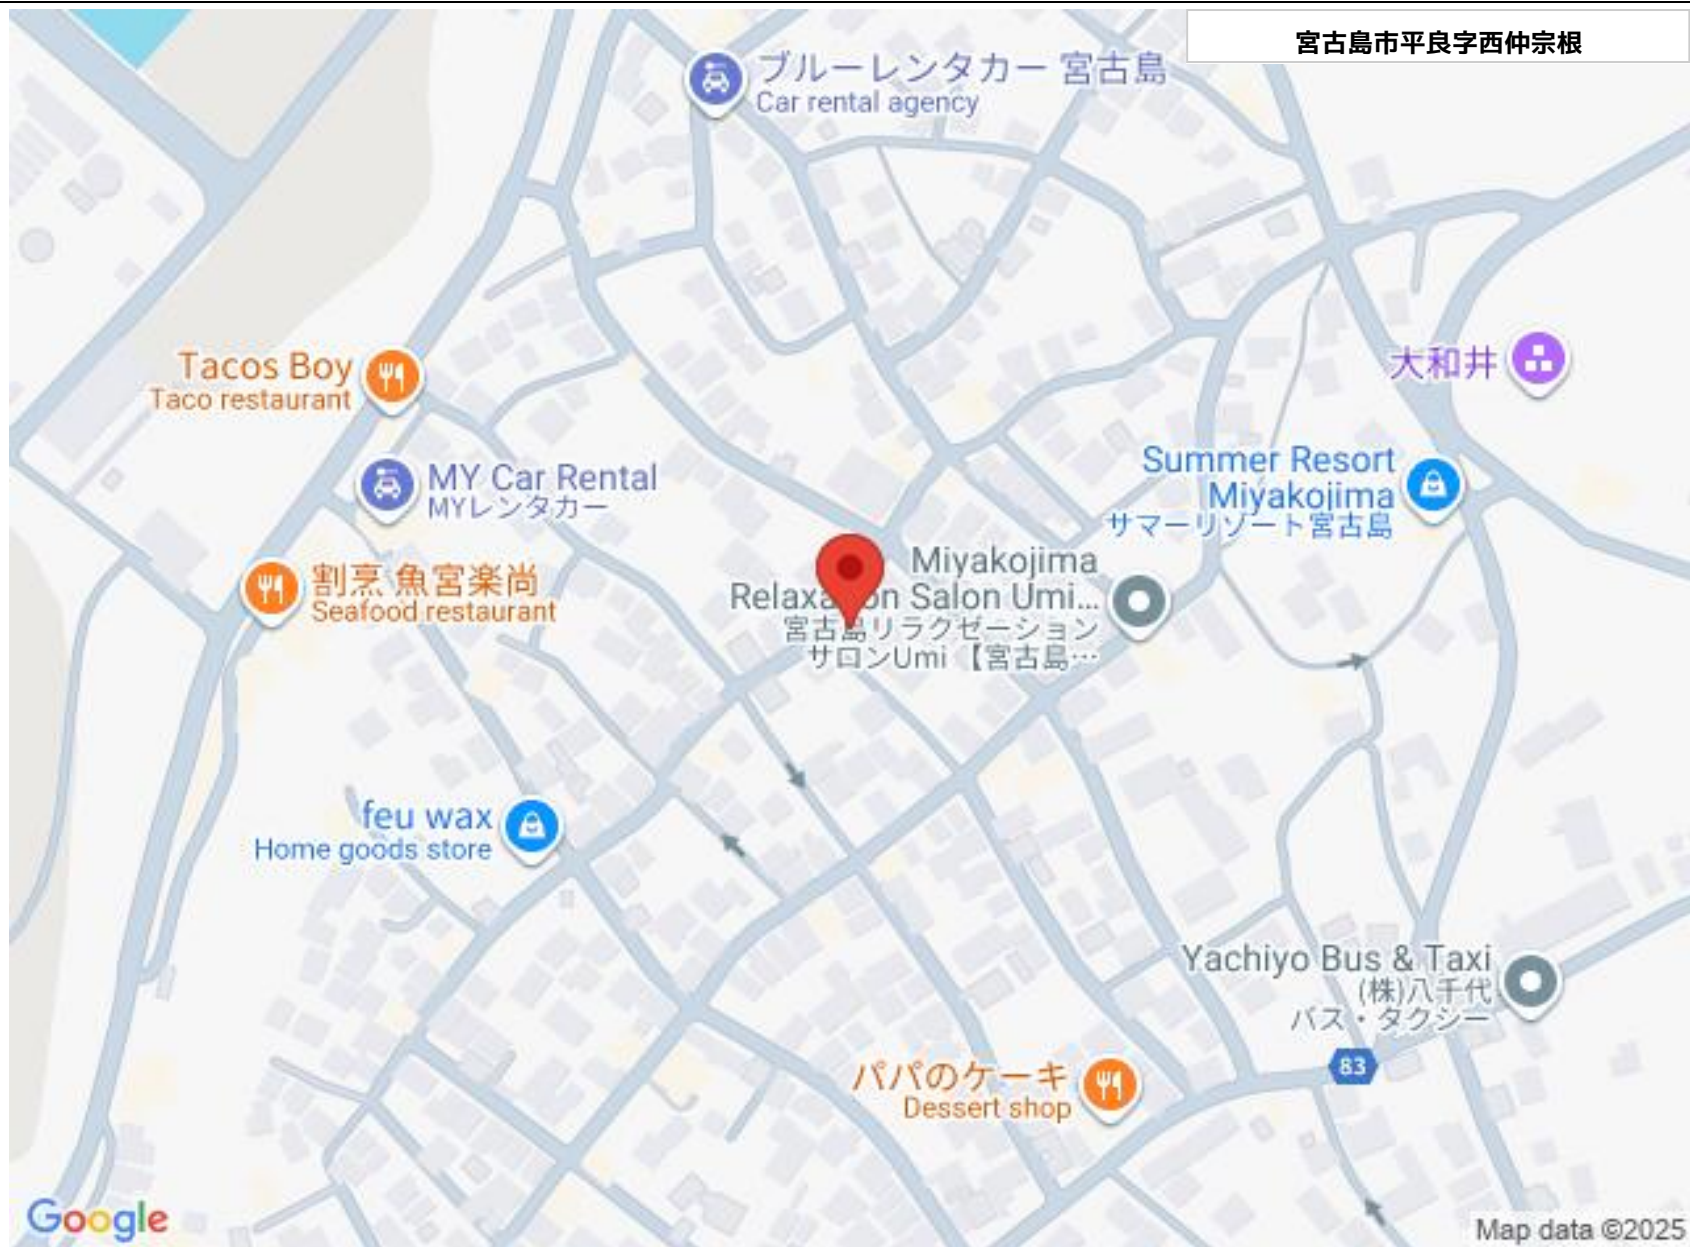 宮古島市平良字西仲宗根
ブルーレンタカー 宮古島
Car rental agency
Tacos Boy
Taco restaurant
大和井
MY Car Rental
MYレンタカー
Summer Resort
Miyakojima
サマーリゾート宮古島
割烹 魚宮楽尚
Seafood restaurant
Miyakojima
Relaxation Salon Umi...
宮古島リラクゼーション
サロンUmi 【宮古島…
feu wax
Home goods store
Yachiyo Bus & Taxi
(株)八千代
バス・タクシー
83
パパのケーキ
Dessert shop
Google
Map data ©2025